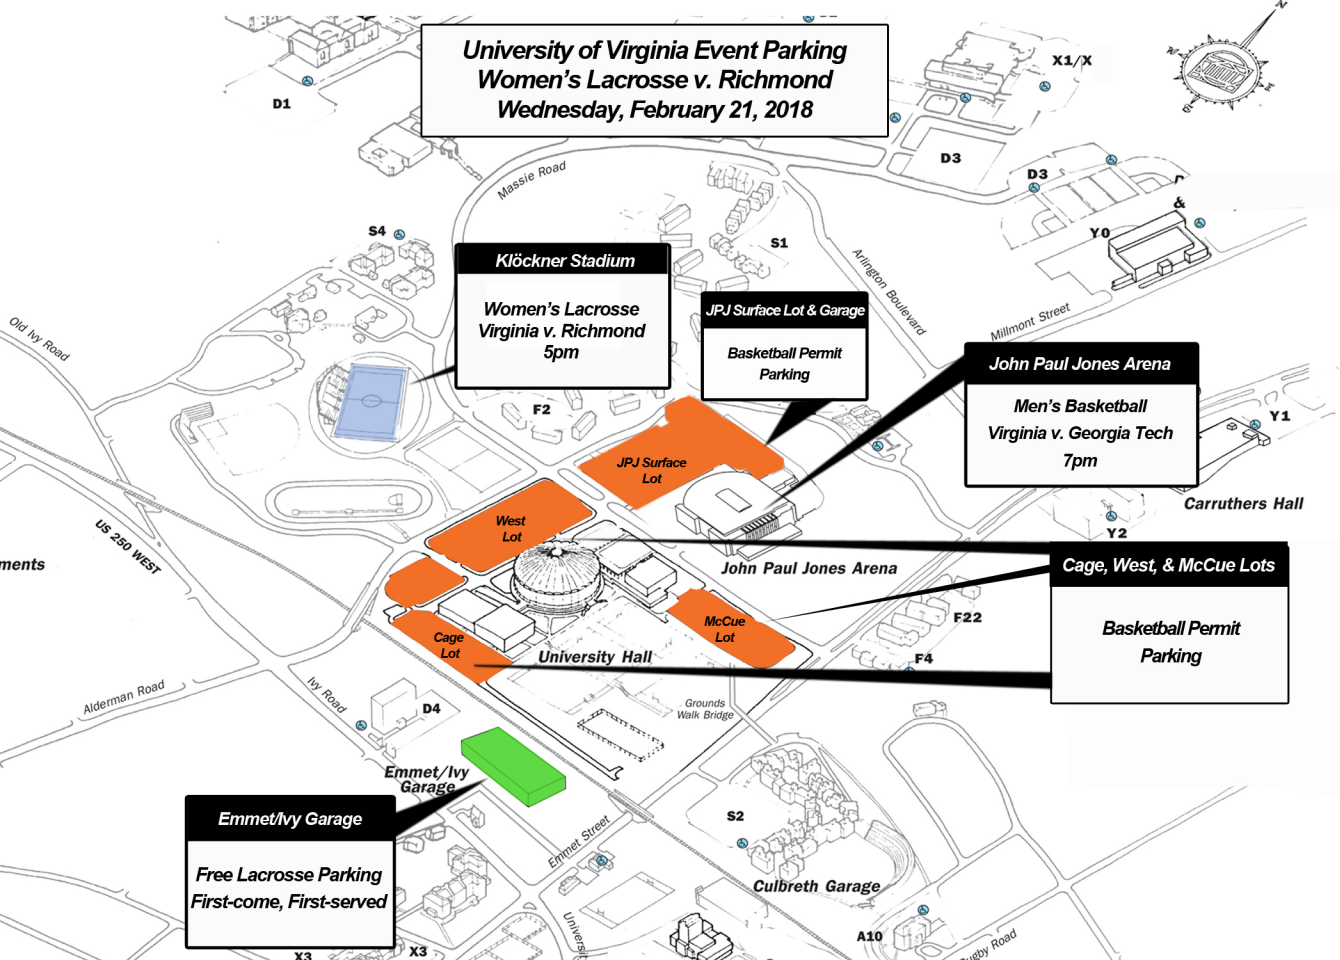 University of Virginia Event Parking
Women's Lacrosse v. Richmond
Wednesday, February 21, 2018
N
S
D1
X1/X
D3
D3
&
Y0
S4
S1
Massie Road
Arlington Boulevard
Millmont Street
Old Ivy Road
Klöckner Stadium
Women's Lacrosse
Virginia v. Richmond
5pm
JPJ Surface Lot & Garage
Basketball Permit
Parking
John Paul Jones Arena
Men's Basketball
Virginia v. Georgia Tech
7pm
F2
Y1
JPJ Surface
Lot
Carruthers Hall
West
Lot
Y2
US 250 WEST
ments
John Paul Jones Arena
Cage, West, & McCue Lots
Basketball Permit
Parking
F22
F4
McCue
Lot
Cage
Lot
University Hall
Alderman Road
Ivy Road
D4
Grounds
Walk Bridge
Emmet/Ivy
Garage
Emmet/Ivy Garage
Free Lacrosse Parking
First-come, First-served
S2
Emmet Street
Culbreth Garage
Universi
A10
Rugby Road
X3
X3